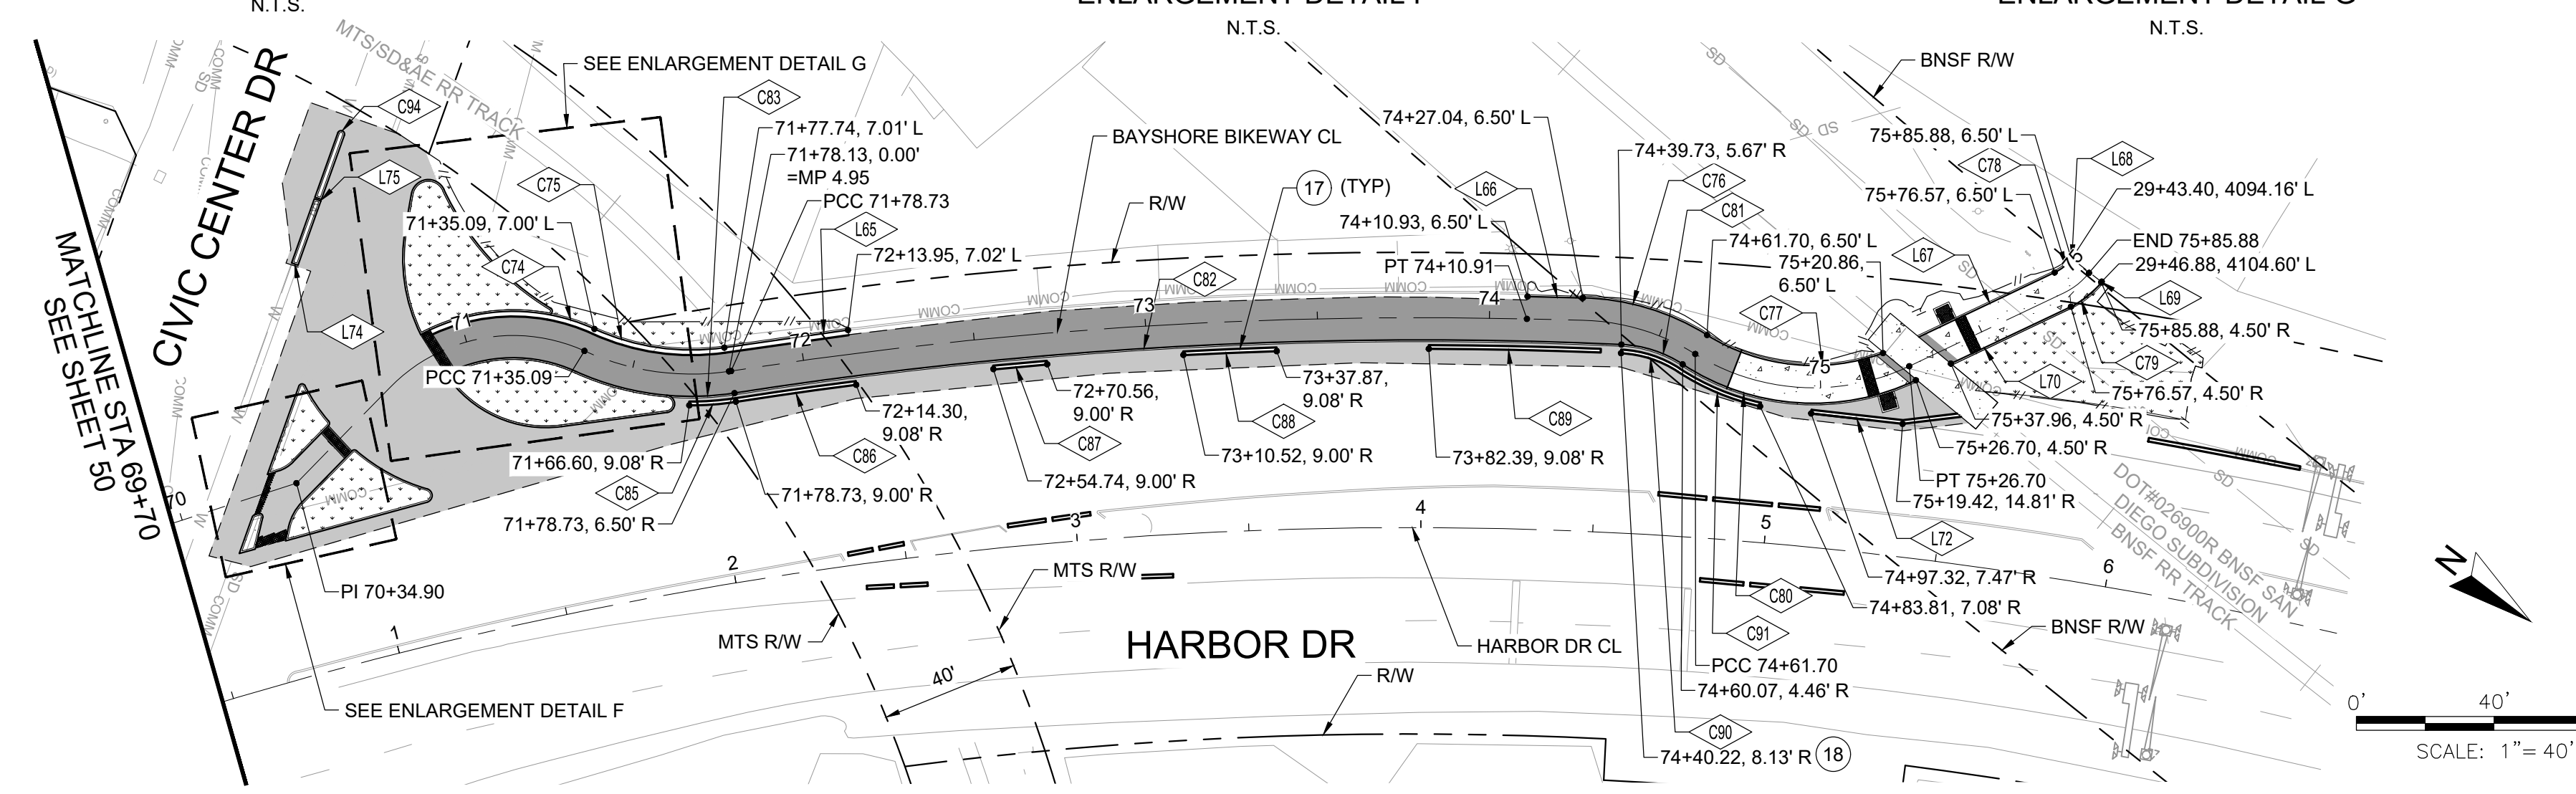 N.T.S.
N.T.S.
N.T.S.
CIVIC CENTER DR
MTS/SD&AE RR TRACK
SEE ENLARGEMENT DETAIL G
C94
C83
71+77.74, 7.01' L
71+78.13, 0.00'
=MP 4.95
PCC 71+78.73
BAYSHORE BIKEWAY CL
74+27.04, 6.50' L
BNSF R/W
75+85.88, 6.50' L
74+39.73, 5.67' R
C78
L68
L75
C75
17 (TYP)
L66
C76
75+76.57, 6.50' L
29+43.40, 4094.16' L
71+35.09, 7.00' L
L65
R/W
74+10.93, 6.50' L
C81
74+61.70, 6.50' L
L67
END 75+85.88
29+46.88, 4104.60' L
C74
72+13.95, 7.02' L
C82
PT 74+10.91
75+20.86,
6.50' L
L69
L74
C77
75+85.88, 4.50' R
71
72
73
74
75
C79
L70
75+76.57, 4.50' R
PCC 71+35.09
72+14.30,
9.08' R
72+70.56,
9.00' R
73+37.87,
9.08' R
75+37.96, 4.50' R
C86
C87
C88
C89
75+26.70, 4.50' R
71+66.60, 9.08' R
73+10.52, 9.00' R
73+82.39, 9.08' R
C85
71+78.73, 9.00' R
72+54.74, 9.00' R
PT 75+26.70
75+19.42, 14.81' R
71+78.73, 6.50' R
MATCHLINE STA 69+70
SEE SHEET 50
70
L72
DOT#026900R BNSF SAN
DIEGO SUBDIVISION
BNSF RR TRACK
1
2
3
4
5
6
PI 70+34.90
MTS R/W
74+97.32, 7.47' R
C80
74+83.81, 7.08' R
MTS R/W
HARBOR DR
HARBOR DR CL
C91
BNSF R/W
N
PCC 74+61.70
74+60.07, 4.46' R
40'
R/W
SEE ENLARGEMENT DETAIL F
C90
74+40.22, 8.13' R 18
0'
40'
SCALE: 1"= 40'
COMM
SD
W
5